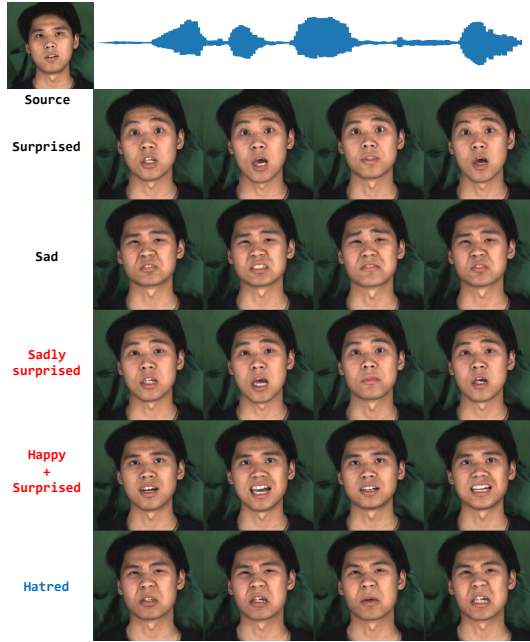 Source
Surprised
Sad
Sadly
surprised
Happy
+
Surprised
Hatred